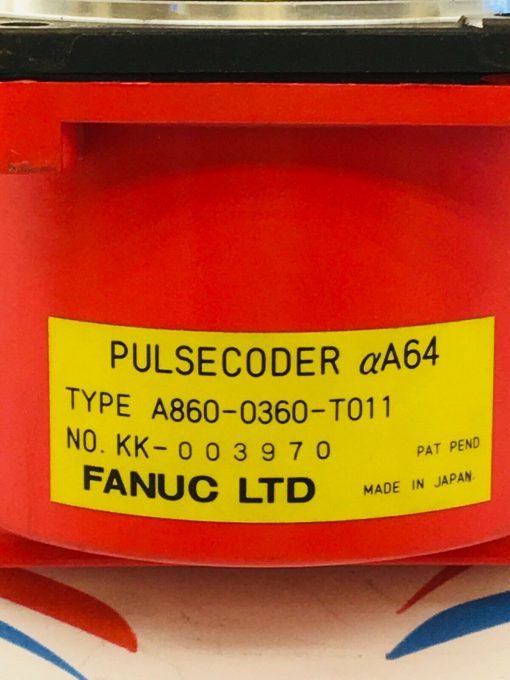 PULSECODER αA64
TYPE A860-0360-T011
NO. KK-003970
PAT PEND
FANUC LTD
MADE IN JAPAN.